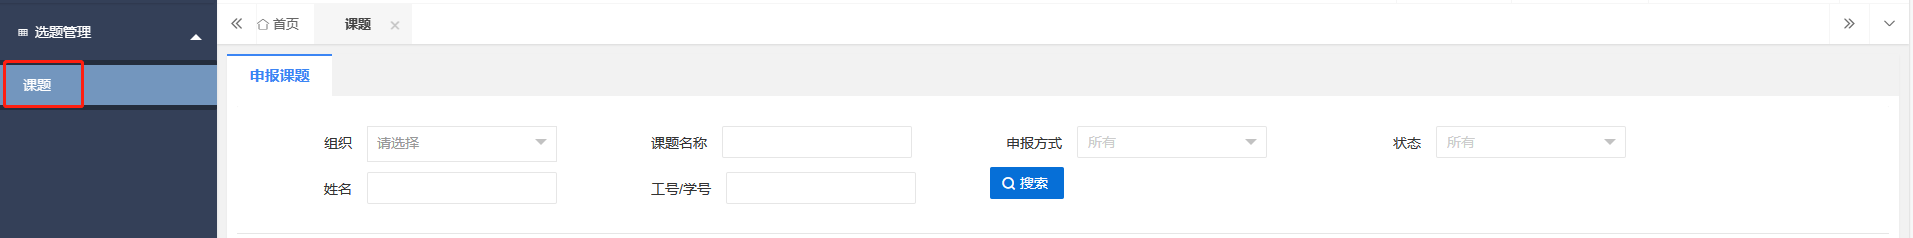 选题管理
课题
首页
课题
申报课题
组织 请选择 课题名称 申报方式 所有 状态 所有
姓名 工号/学号 搜索